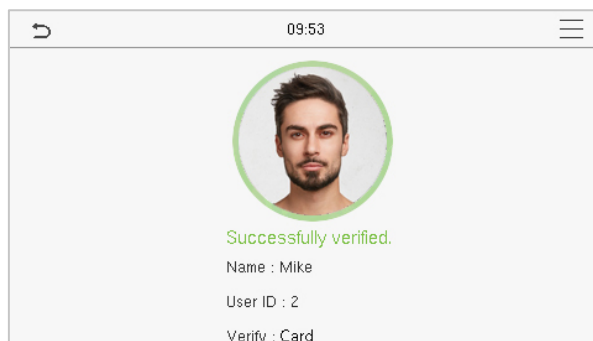 09:53
Successfully verified.
Name : Mike
User ID : 2
Verify : Card